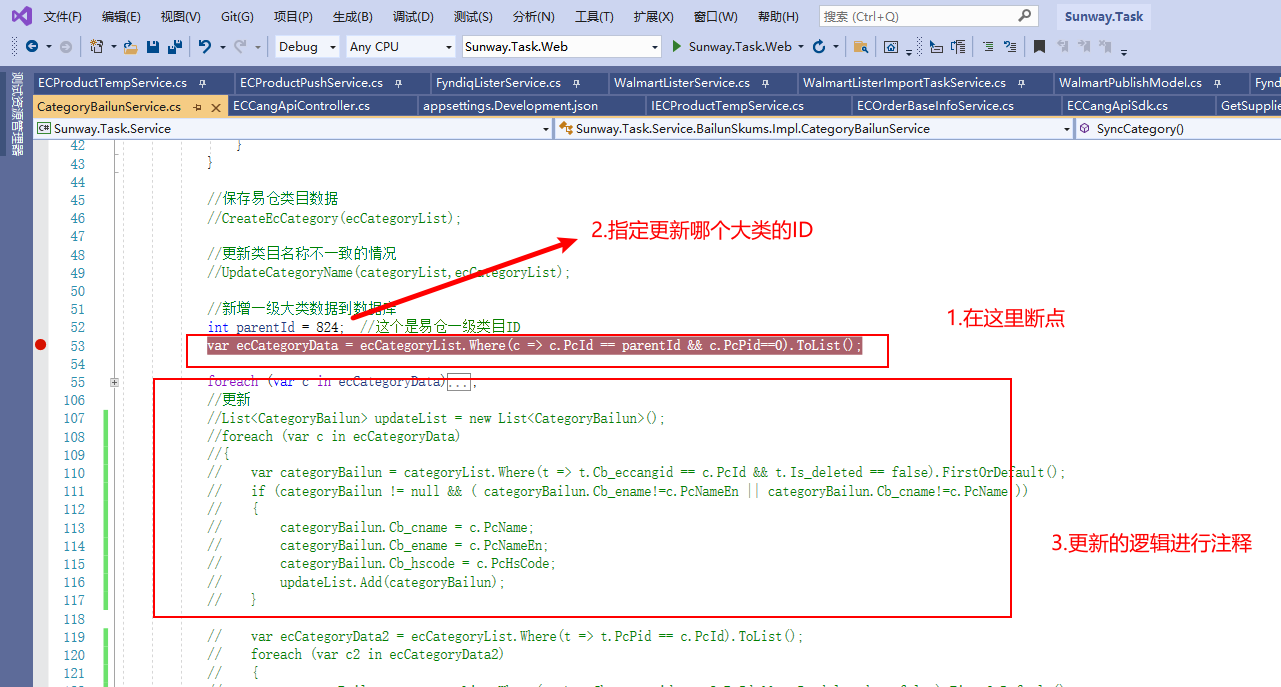 文件(F) 编辑(E) 视图(V) Git(G) 项目(P) 生成(B) 调试(D) 测试(S) 分析(N) 工具(T) 扩展(X) 窗口(W) 帮助(H) 搜索 (Ctrl+Q) Sunway.Task
Debug Any CPU Sunway.Task.Web Sunway.Task.Web
测试资源管理器
ECProductTempService.cs ECProductPushService.cs FyndiqListerService.cs WalmartListerService.cs WalmartListerImportTaskService.cs WalmartPublishModel.cs Fynd
CategoryBailunService.cs ECCangApiController.cs appsettings.Development.json IECProductTempService.cs ECOrderBaseInfoService.cs ECCangApiSdk.cs GetSupplie
C# Sunway.Task.Service Sunway.Task.Service.BailunSkums.Impl.CategoryBailunService SyncCategory()
42 }
43 }
44
45 //保存易仓类目数据
46 //CreateEcCategory(ecCategoryList);
2.指定更新哪个大类的ID
47
48 //更新类目名称不一致的情况
49 //UpdateCategoryName(categoryList,ecCategoryList);
50
51 //新增一级大类数据到数据库
1.在这里断点
52 int parentId = 824; //这个是易仓一级类目ID
53 var ecCategoryData = ecCategoryList.Where(c => c.PcId == parentId && c.PcPid==0).ToList();
54
55 foreach (var c in ecCategoryData)...;
106 //更新
107 //List<CategoryBailun> updateList = new List<CategoryBailun>();
108 //foreach (var c in ecCategoryData)
109 //{
110 // var categoryBailun = categoryList.Where(t => t.Cb_eccangid == c.PcId && t.Is_deleted == false).FirstOrDefault();
111 // if (categoryBailun != null && ( categoryBailun.Cb_ename!=c.PcNameEn || categoryBailun.Cb_cname!=c.PcName ))
112 // {
113 // categoryBailun.Cb_cname = c.PcName;
114 // categoryBailun.Cb_ename = c.PcNameEn;
3.更新的逻辑进行注释
115 // categoryBailun.Cb_hscode = c.PcHsCode;
116 // updateList.Add(categoryBailun);
117 // }
118
119 // var ecCategoryData2 = ecCategoryList.Where(t => t.PcPid == c.PcId).ToList();
120 // foreach (var c2 in ecCategoryData2)
121 // {